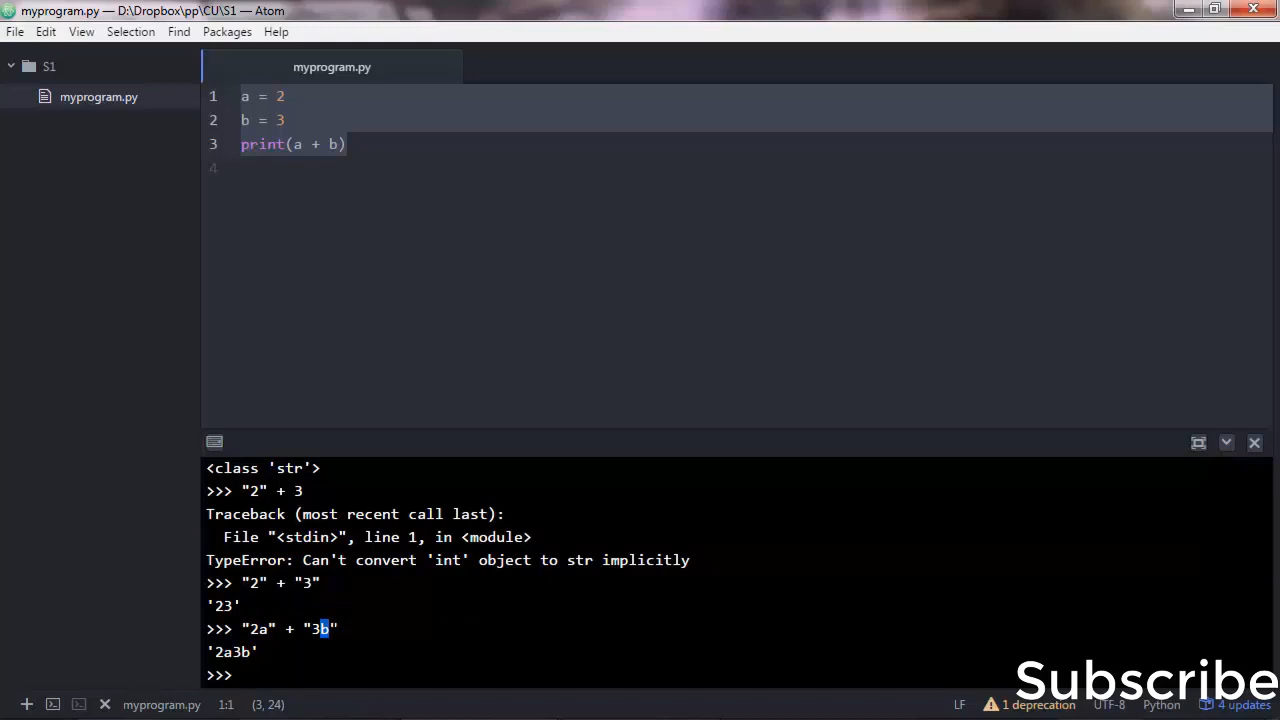 myprogram.py — D:\Dropbox\pp\CU\S1 — Atom
File Edit View Selection Find Packages Help
S1
myprogram.py
myprogram.py
1 a = 2
2 b = 3
3 print(a + b)
4
<class 'str'>
>>> "2" + 3
Traceback (most recent call last):
  File "<stdin>", line 1, in <module>
TypeError: Can't convert 'int' object to str implicitly
>>> "2" + "3"
'23'
>>> "2a" + "3b"
'2a3b'
>>>
Subscribe
myprogram.py 1:1 (3, 24) LF 1 deprecation UTF-8 Python 4 updates